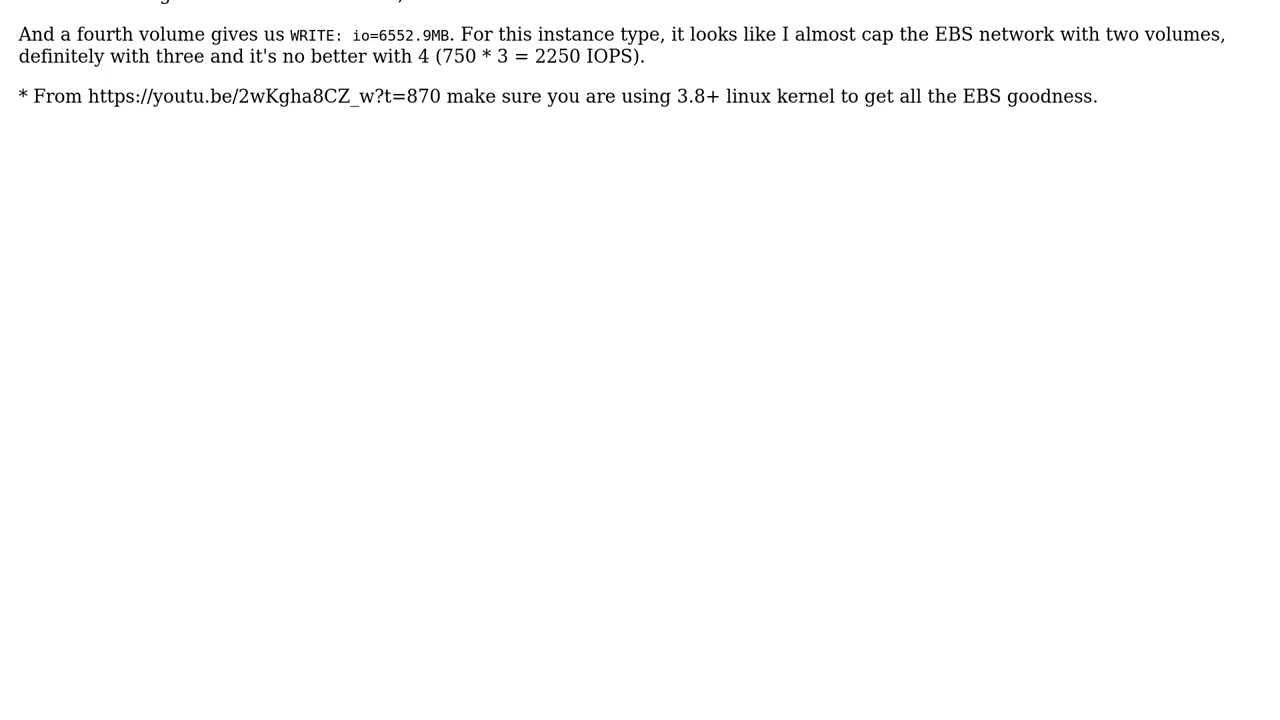 And a fourth volume gives us WRITE: io=6552.9MB. For this instance type, it looks like I almost cap the EBS network with two volumes,
definitely with three and it's no better with 4 (750 * 3 = 2250 IOPS).
* From https://youtu.be/2wKgha8CZ_w?t=870 make sure you are using 3.8+ linux kernel to get all the EBS goodness.